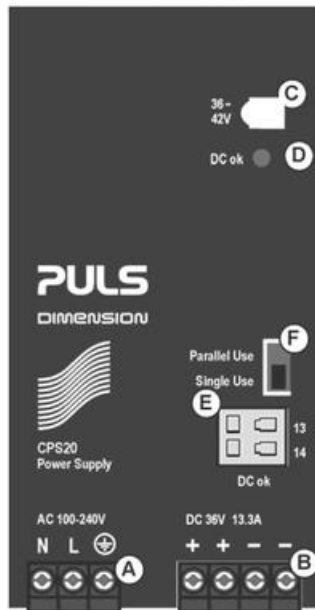 C
36–
42V
DC ok D
PULS
DIMENSION
F
Parallel Use
Single Use
E
13
14
CPS20
Power Supply
DC ok
AC 100-240V
DC 36V 13.3A
N L
+ + – –
A
B